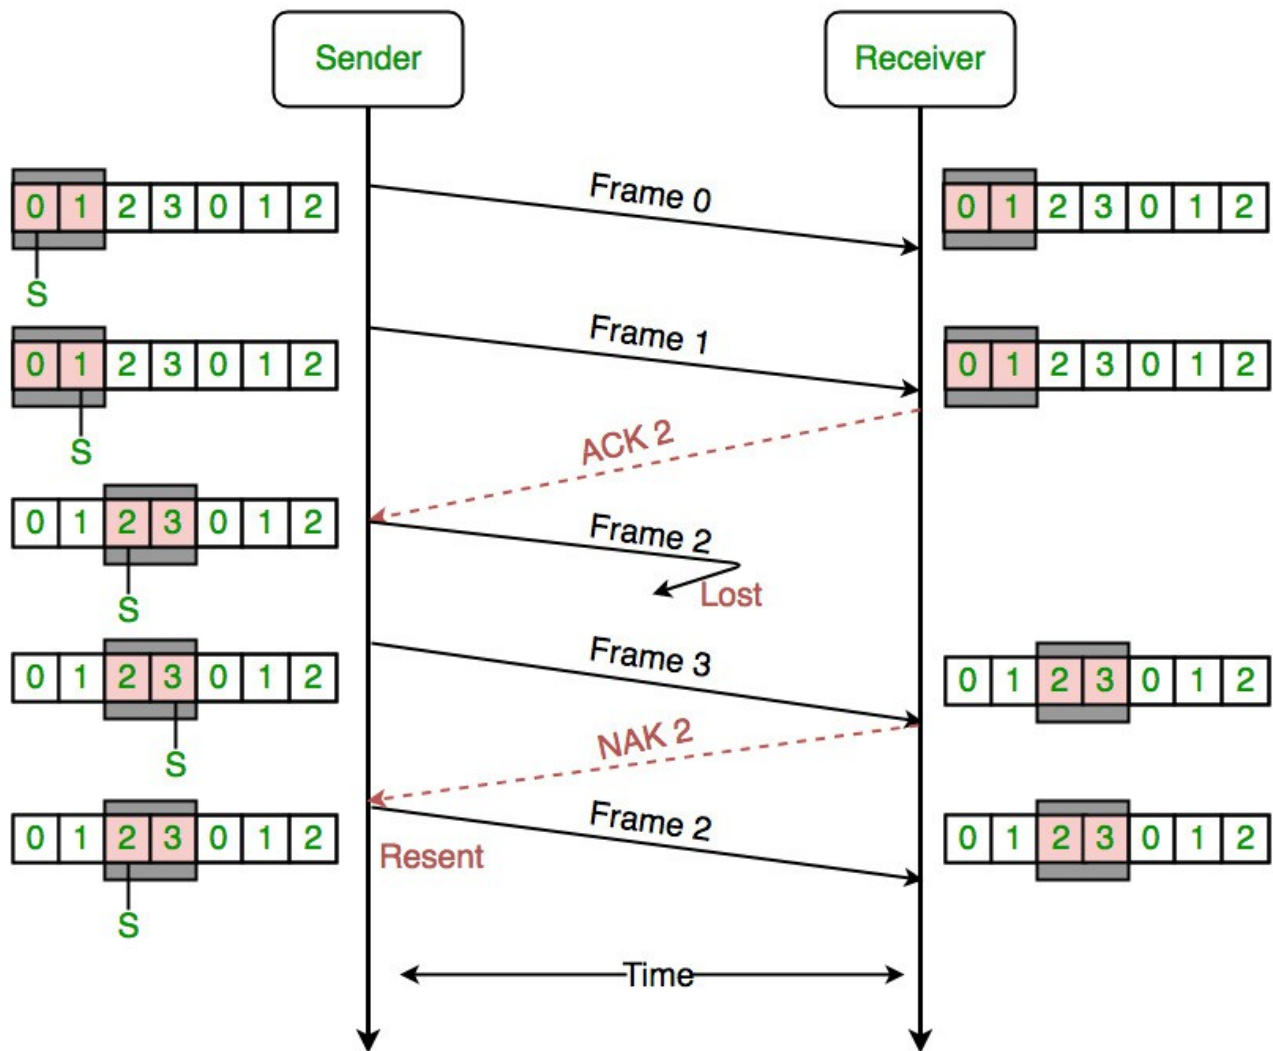 Sender
Receiver
0 1 2 3 0 1 2
Frame 0
0 1 2 3 0 1 2
S
0 1 2 3 0 1 2
Frame 1
0 1 2 3 0 1 2
S
ACK 2
0 1 2 3 0 1 2
Frame 2
Lost
S
0 1 2 3 0 1 2
Frame 3
0 1 2 3 0 1 2
S
NAK 2
0 1 2 3 0 1 2
Frame 2
0 1 2 3 0 1 2
Resent
S
Time